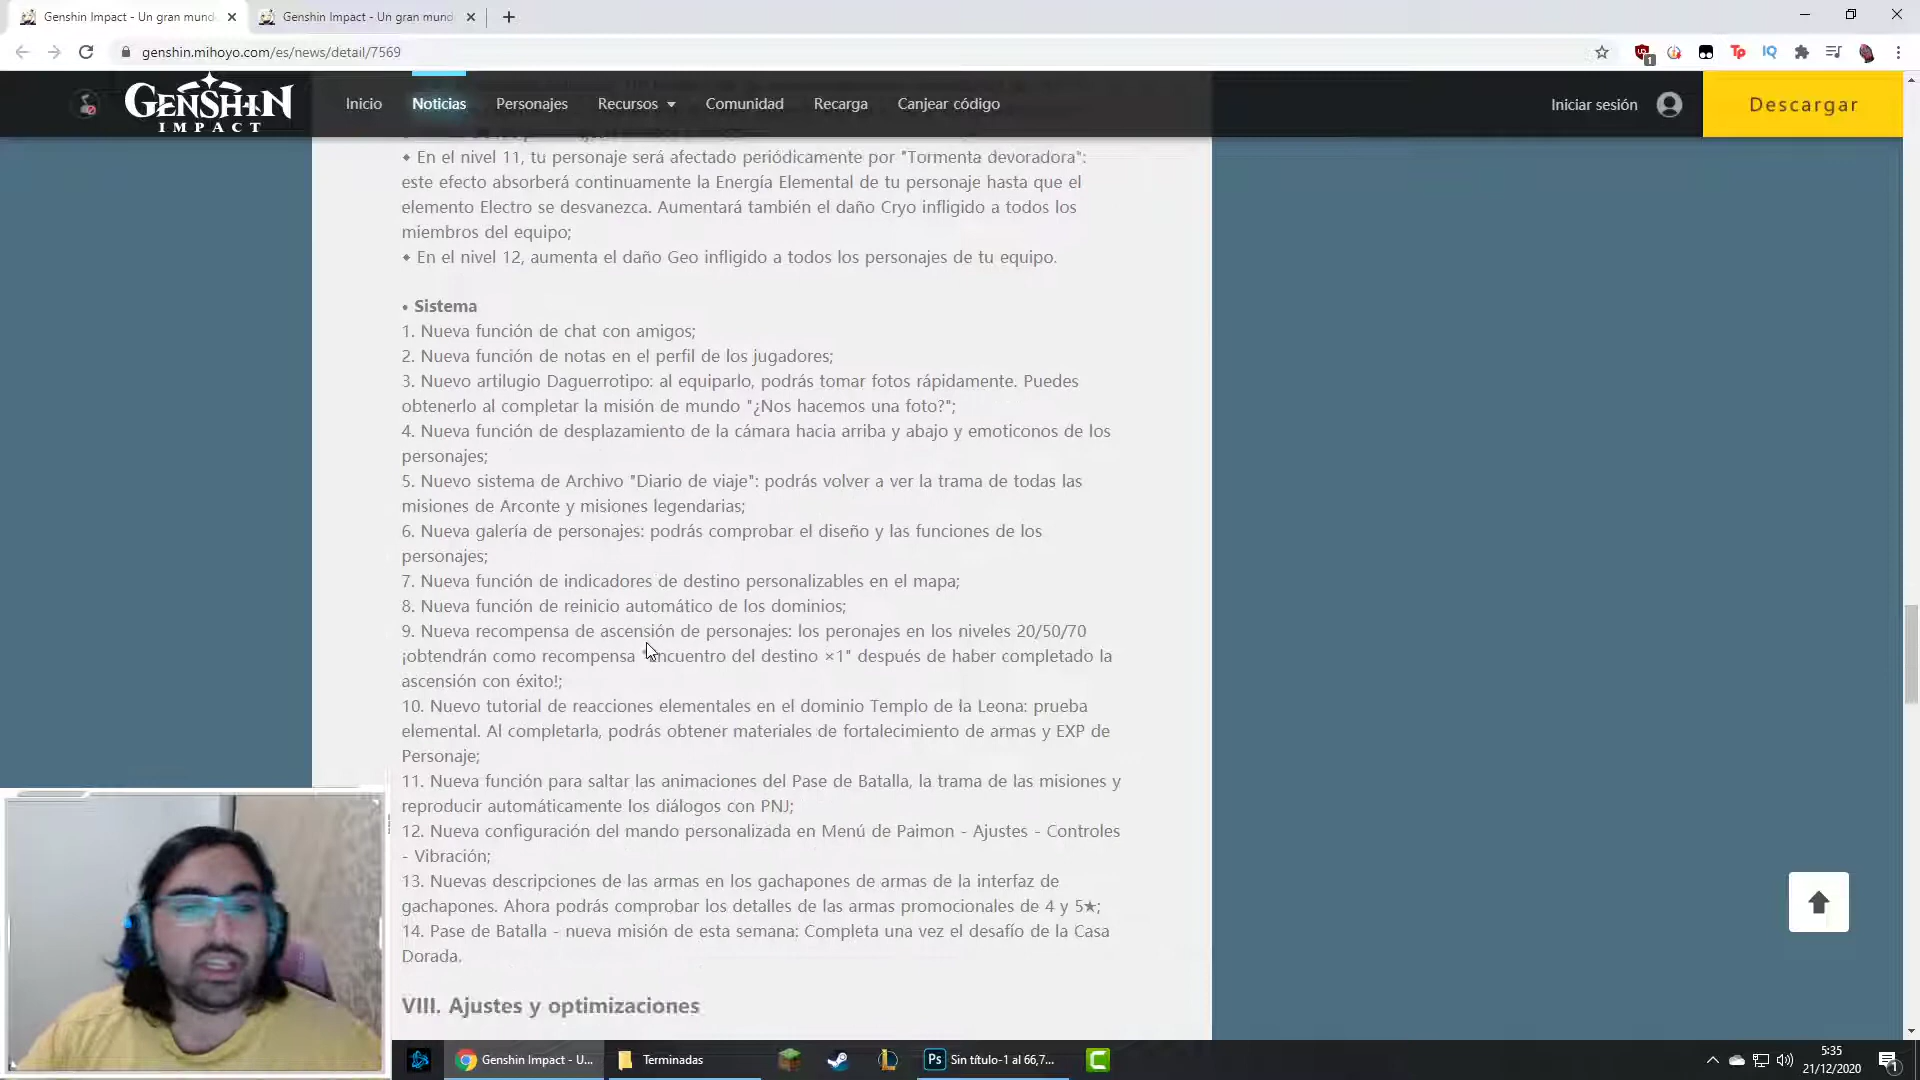 Genshin Impact - Un gran mund
Genshin Impact - Un gran mund
genshin.mihoyo.com/es/news/detail/7569
GENSHIN
IMPACT
Inicio
Noticias
Personajes
Recursos
Comunidad
Recarga
Canjear código
Iniciar sesión
Descargar
◆ En el nivel 11, tu personaje será afectado periódicamente por "Tormenta devoradora":
este efecto absorberá continuamente la Energía Elemental de tu personaje hasta que el
elemento Electro se desvanezca. Aumentará también el daño Cryo infligido a todos los
miembros del equipo;
◆ En el nivel 12, aumenta el daño Geo infligido a todos los personajes de tu equipo.
• Sistema
1. Nueva función de chat con amigos;
2. Nueva función de notas en el perfil de los jugadores;
3. Nuevo artilugio Daguerrotipo: al equiparlo, podrás tomar fotos rápidamente. Puedes
obtenerlo al completar la misión de mundo "¿Nos hacemos una foto?";
4. Nueva función de desplazamiento de la cámara hacia arriba y abajo y emoticonos de los
personajes;
5. Nuevo sistema de Archivo "Diario de viaje": podrás volver a ver la trama de todas las
misiones de Arconte y misiones legendarias;
6. Nueva galería de personajes: podrás comprobar el diseño y las funciones de los
personajes;
7. Nueva función de indicadores de destino personalizables en el mapa;
8. Nueva función de reinicio automático de los dominios;
9. Nueva recompensa de ascensión de personajes: los peronajes en los niveles 20/50/70
¡obtendrán como recompensa "Encuentro del destino ×1" después de haber completado la
ascensión con éxito!;
10. Nuevo tutorial de reacciones elementales en el dominio Templo de la Leona: prueba
elemental. Al completarla, podrás obtener materiales de fortalecimiento de armas y EXP de
Personaje;
11. Nueva función para saltar las animaciones del Pase de Batalla, la trama de las misiones y
reproducir automáticamente los diálogos con PNJ;
12. Nueva configuración del mando personalizada en Menú de Paimon - Ajustes - Controles
- Vibración;
13. Nuevas descripciones de las armas en los gachapones de armas de la interfaz de
gachapones. Ahora podrás comprobar los detalles de las armas promocionales de 4 y 5★;
14. Pase de Batalla - nueva misión de esta semana: Completa una vez el desafío de la Casa
Dorada.
VIII. Ajustes y optimizaciones
Genshin Impact - U...
Terminadas
Ps
Sin título-1 al 66,7...
5:35
21/12/2020